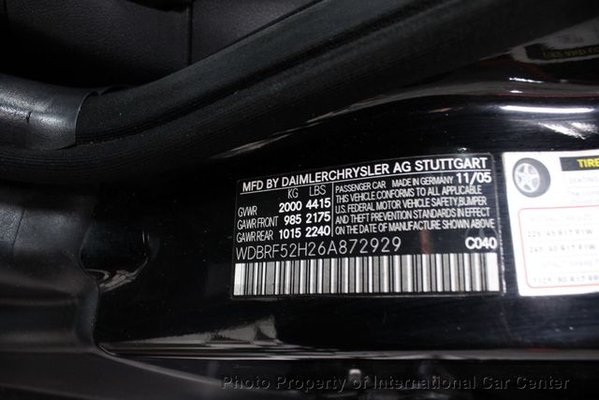 MFD BY DAIMLERCHRYSLER AG STUTTGART
KG LBS
GVWR 2000 4415
GAWR FRONT 985 2175
GAWR REAR 1015 2240
PASSENGER CAR MADE IN GERMANY 11/05
THIS VEHICLE CONFORMS TO ALL APPLICABLE
U.S. FEDERAL MOTOR VEHICLE SAFETY, BUMPER
AND THEFT PREVENTION STANDARDS IN EFFECT
ON THE DATE OF MANUFACTURE SHOWN ABOVE
WDBRF52H26A872929
C040
TIRE
Photo Property of International Car Center